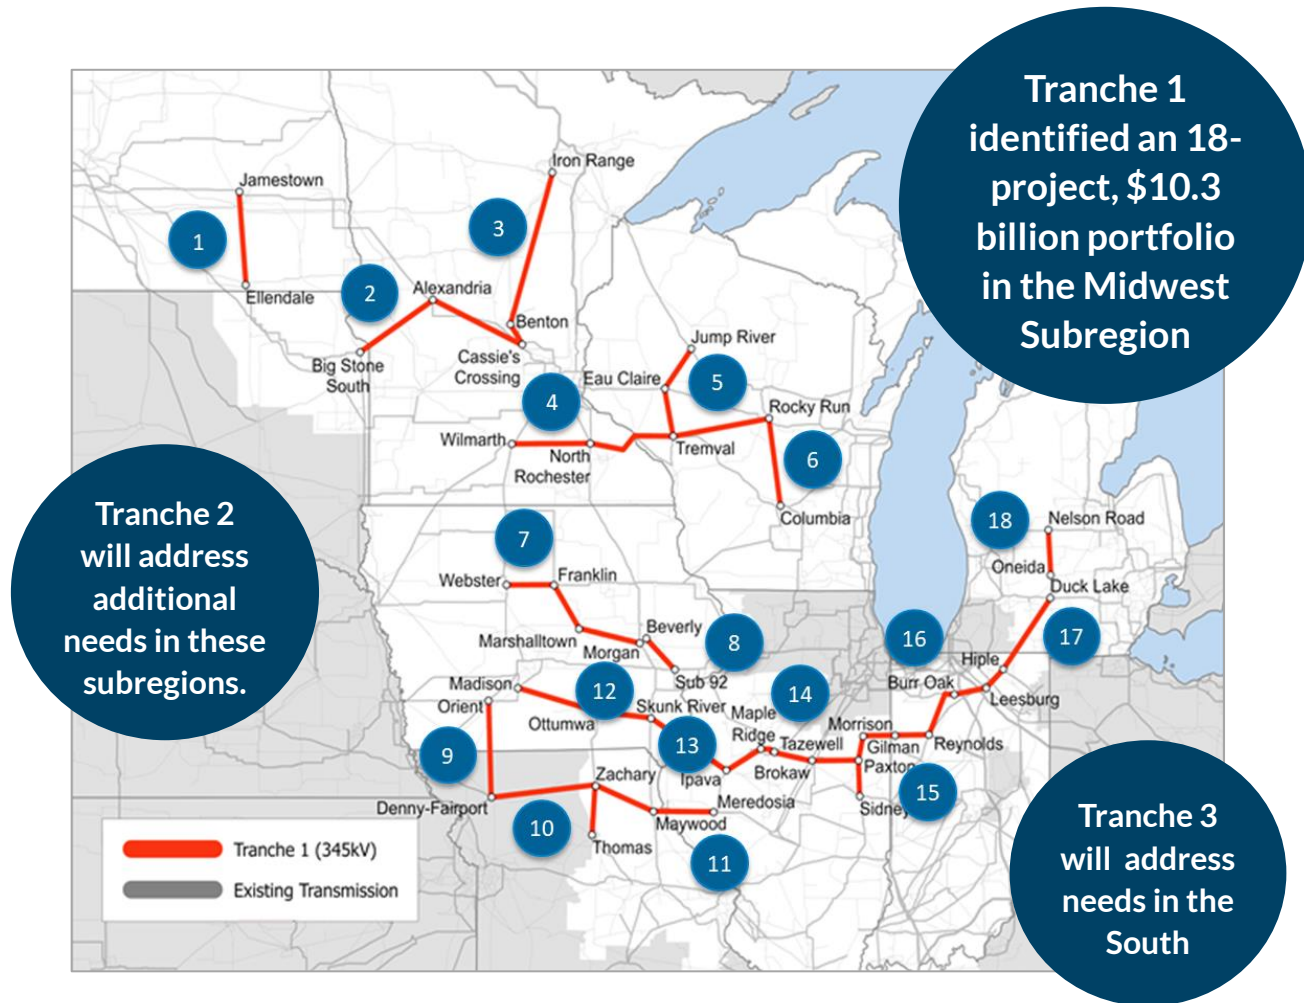 Tranche 1
identified an 18-
project, $10.3
billion portfolio
in the Midwest
Subregion
Iron Range
Jamestown
3
1
Alexandria
2
Ellendale
Benton
Jump River
Big Stone
South
Cassie's
Crossing
Eau Claire
5
4
Rocky Run
Wilmarth
North
Rochester
Tremval
6
Tranche 2
will address
additional
needs in these
subregions.
Columbia
18
Nelson Road
7
Oneida
Webster
Franklin
Duck Lake
Marshalltown
Morgan
Beverly
8
16
17
Hiple
Sub 92
Madison
Orient
12
14
Burr Oak
Leesburg
Ottumwa
Skunk River
Maple
Ridge
Morrison
13
Tazewell
Gilman
Reynolds
9
Ipava
Brokaw
Paxton
Zachary
15
Denny-Fairport
Meredosia
Sidney
10
Maywood
Thomas
11
Tranche 3
will address
needs in the
South
Tranche 1 (345kV)
Existing Transmission